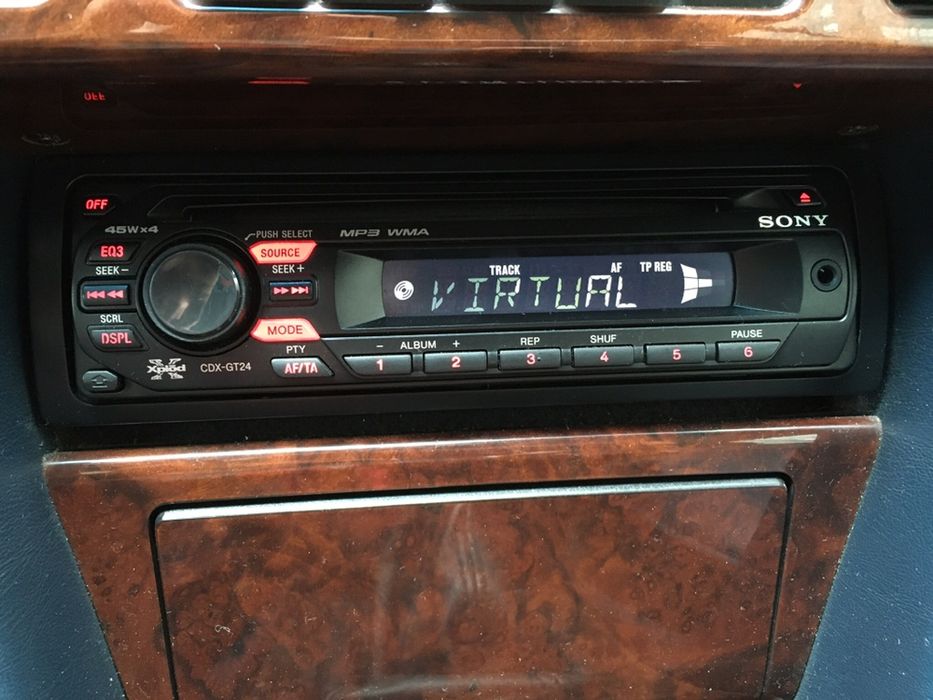 OFF
SONY
45W x 4
PUSH SELECT
MP3 WMA
EQ3
SOURCE
SEEK −
SEEK +
TRACK
AF
TP REG
VIRTUAL
SCRL
DSPL
MODE
PTY
AF/TA
− ALBUM +
REP
SHUF
PAUSE
1 2 3 4 5 6
Xplod
CDX-GT24